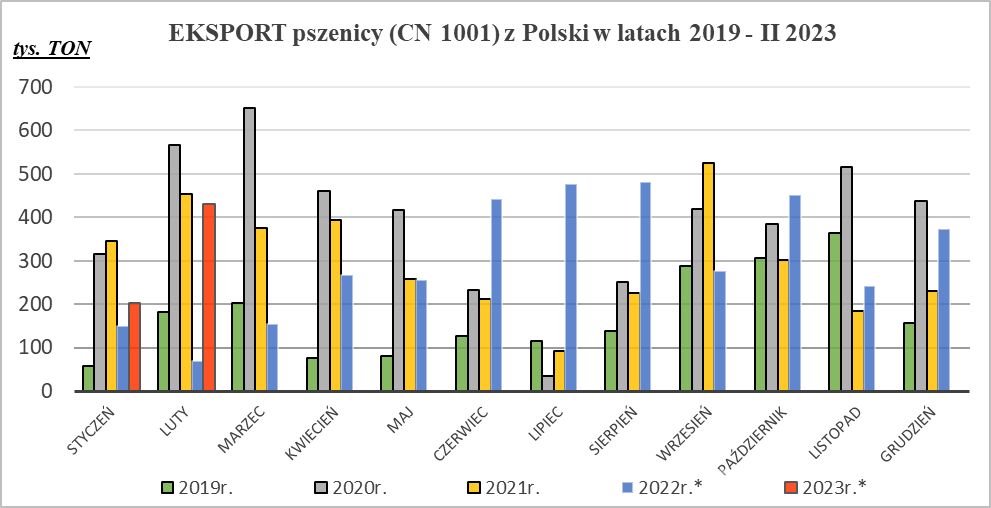 EKSPORT pszenicy (CN 1001) z Polski w latach 2019 - II 2023
tys. TON
700
600
500
400
300
200
100
0
STYCZEŃ
LUTY
MARZEC
KWIECIEŃ
MAJ
CZERWIEC
LIPIEC
SIERPIEŃ
WRZESIEŃ
PAŹDZIERNIK
LISTOPAD
GRUDZIEŃ
2019r. 2020r. 2021r. 2022r.* 2023r.*